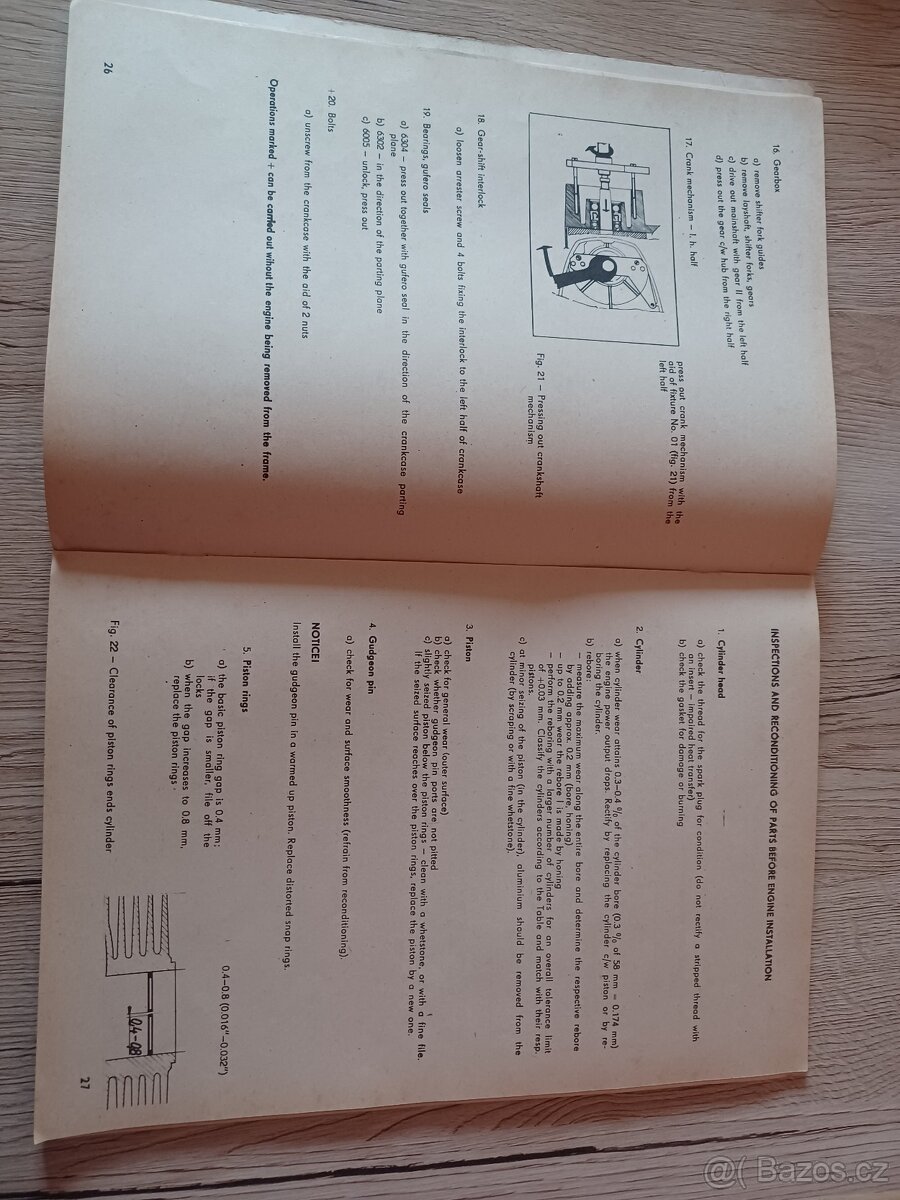 16. Gearbox
a) remove shifter fork guides
b) remove layshaft, shifter forks, gears
c) drive out mainshaft with gear II from the left half
d) press out the gear c/w hub from the right half
17. Crank mechanism – l. h. half
press out crank mechanism with the
aid of fixture No. 01 (fig. 21) from the
left half
Fig. 21 – Pressing out crankshaft
mechanism
18. Gear-shift interlock
a) loosen arrester screw and 4 bolts fixing the interlock to the left half of crankcase
19. Bearings, gufero seals
a) 6304 – press out together with gufero seal in the direction of the crankcase parting
plane
b) 6302 – in the direction of the parting plane
c) 6005 – unlock, press out
+20. Bolts
a) unscrew from the crankcase with the aid of 2 nuts
Operations marked + can be carried out wihout the engine being removed from the frame.
26
INSPECTIONS AND RECONDITIONING OF PARTS BEFORE ENGINE INSTALLATION
1. Cylinder head
a) check the thread for the spark plug for condition (do not rectify a stripped thread with
an insert – impaired heat transfer)
b) check the gasket for damage or burning
2. Cylinder
a) when cylinder wear attains 0.3–0.4 % of the cylinder bore (0.3 % of 58 mm – 0.174 mm)
the engine power output drops. Rectify by replacing the cylinder c/w piston or by re-
boring the cylinder.
b) rebore:
– measure the maximum wear along the entire bore and determine the respective rebore
by adding approx. 0.2 mm (bore, honing)
– up to 0.2 mm wear the rebore I is made by honing
– perform the reboring with a larger number of cylinders for an overall tolerance limit
of +0.03 mm. Classify the cylinders according to the Table and match with their resp.
pistons.
c) at minor seizing of the piston (in the cylinder), aluminium should be removed from the
cylinder (by scraping or with a fine whetstone).
3. Piston
a) check for general wear (outer surface)
b) check whether gudgeon pin ports are not pitted
c) slightly seized piston below the piston rings – clean with a whetstone, or with a fine file.
If the seized surface reaches over the piston rings, replace the piston by a new one.
4. Gudgeon pin
a) check for wear and surface smoothness (refrain from reconditioning).
NOTICE!
Install the gudgeon pin in a warmed up piston. Replace distorted snap rings.
5. Piston rings
a) the basic piston ring gap is 0.4 mm;
if the gap is smaller, file off the
locks
b) when the gap increases to 0.8 mm,
replace the piston rings
0.4–0.8 (0.016"–0.032")
0.4-0.8
Fig. 22 – Clearance of piston rings ends cylinder
27
@( Bazos.cz